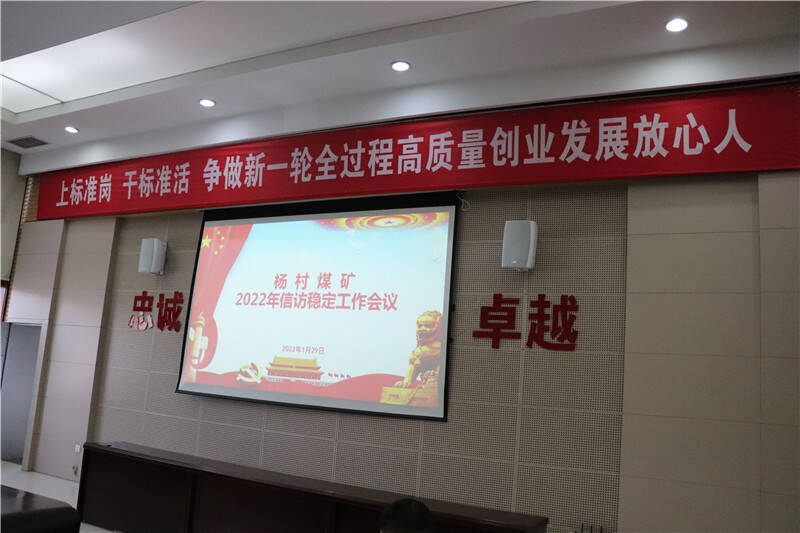 上标准岗 干标准活 争做新一轮全过程高质量创业发展放心人
杨村煤矿
2022年信访稳定工作会议
2022年1月29日
忠诚
卓越